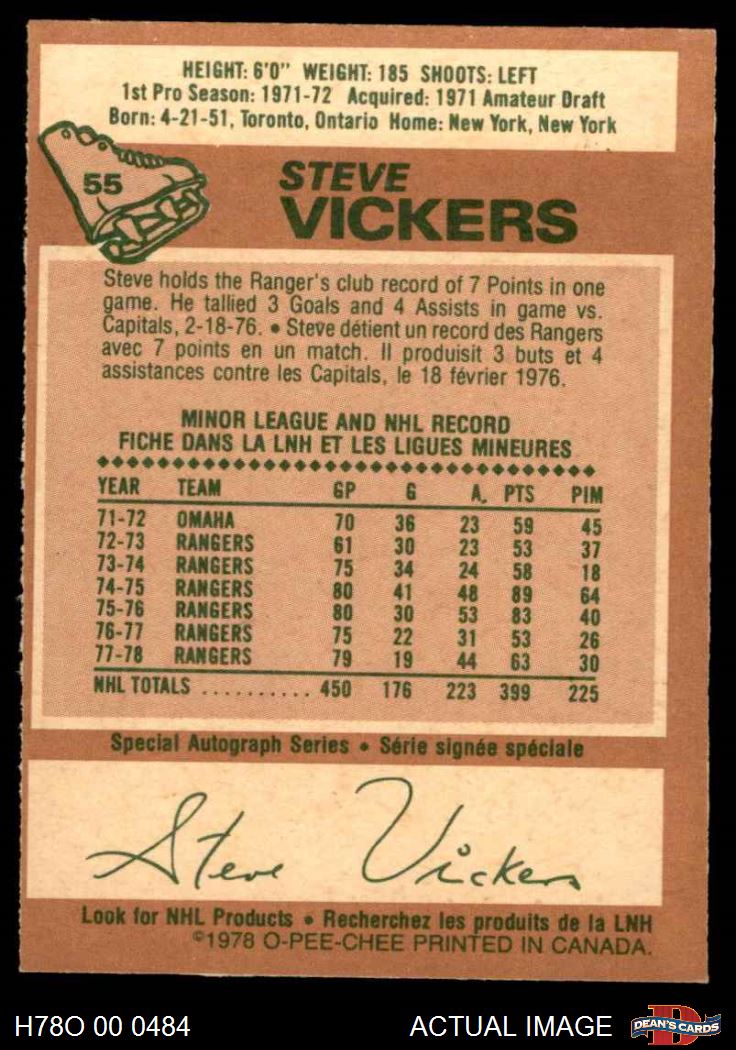 HEIGHT: 6'0" WEIGHT: 185 SHOOTS: LEFT
1st Pro Season: 1971-72 Acquired: 1971 Amateur Draft
Born: 4-21-51, Toronto, Ontario Home: New York, New York
55
STEVE
VICKERS
Steve holds the Ranger's club record of 7 Points in one
game. He tallied 3 Goals and 4 Assists in game vs.
Capitals, 2-18-76. • Steve détient un record des Rangers
avec 7 points en un match. Il produisit 3 buts et 4
assistances contre les Capitals, le 18 février 1976.
MINOR LEAGUE AND NHL RECORD
FICHE DANS LA LNH ET LES LIGUES MINEURES
YEAR TEAM GP G A. PTS PIM
71-72 OMAHA 70 36 23 59 45
72-73 RANGERS 61 30 23 53 37
73-74 RANGERS 75 34 24 58 18
74-75 RANGERS 80 41 48 89 64
75-76 RANGERS 80 30 53 83 40
76-77 RANGERS 75 22 31 53 26
77-78 RANGERS 79 19 44 63 30
NHL TOTALS .......... 450 176 223 399 225
Special Autograph Series • Série signée spéciale
Steve Vickers
Look for NHL Products • Recherchez les produits de la LNH
©1978 O-PEE-CHEE PRINTED IN CANADA.
H78O 00 0484 ACTUAL IMAGE DEAN'S CARDS